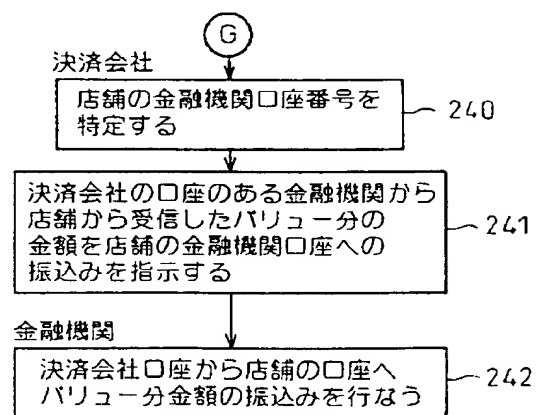 G
決済会社
店舗の金融機関口座番号を
特定する
240
決済会社の口座のある金融機関から
店舗から受信したバリュー分の
金額を店舗の金融機関口座への
振込みを指示する
241
金融機関
決済会社口座から店舗の口座へ
バリュー分金額の振込みを行なう
242